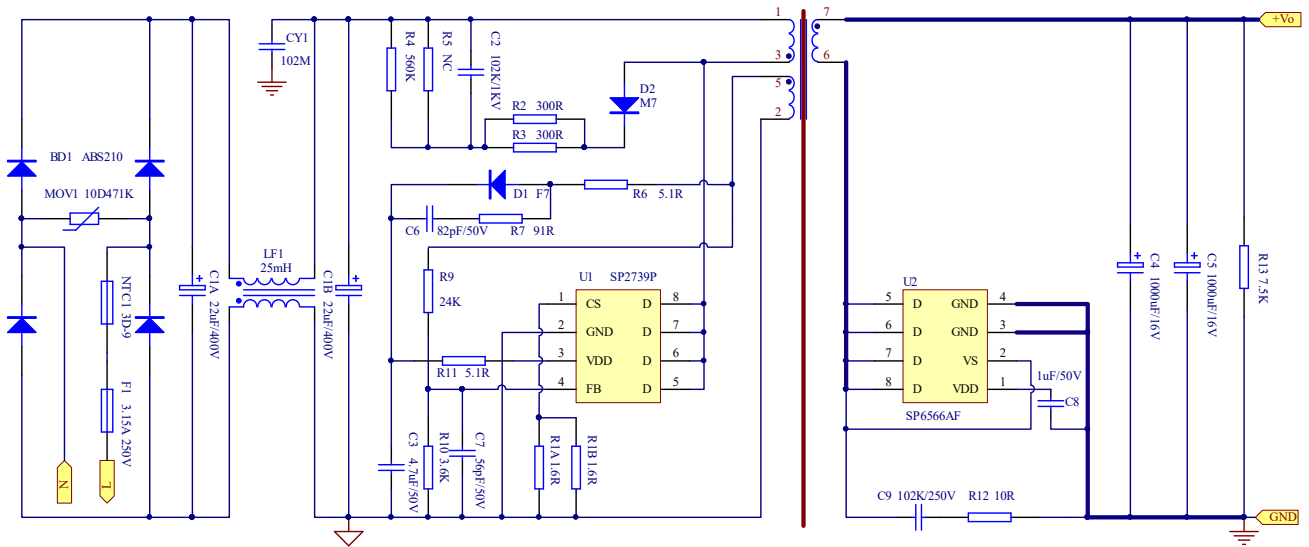 CY1
102M
R4 560K
R5 NC
C2 102K/1KV
R2 300R
R3 300R
D2
M7
1
3
5
2
7
6
+Vo
BD1 ABS210
MOV1 10D471K
D1 F7
R6 5.1R
C6 82pF/50V R7 91R
NTC1 3D-9
F1 3.15A 250V
N
L
C1A 22uF/400V
LF1
25mH
C1B 22uF/400V
R9
24K
R11 5.1R
C3 4.7uF/50V
R10 3.6K
C7 56pF/50V
R1A 1.6R
R1B 1.6R
U1 SP2739P
1 CS D 8
2 GND D 7
3 VDD D 6
4 FB D 5
U2
5 D GND 4
6 D GND 3
7 D VS 2
8 D VDD 1
SP6566AF
1uF/50V
C8
C9 102K/250V R12 10R
C4 1000uF/16V
C5 1000uF/16V
R13 7.5K
GND